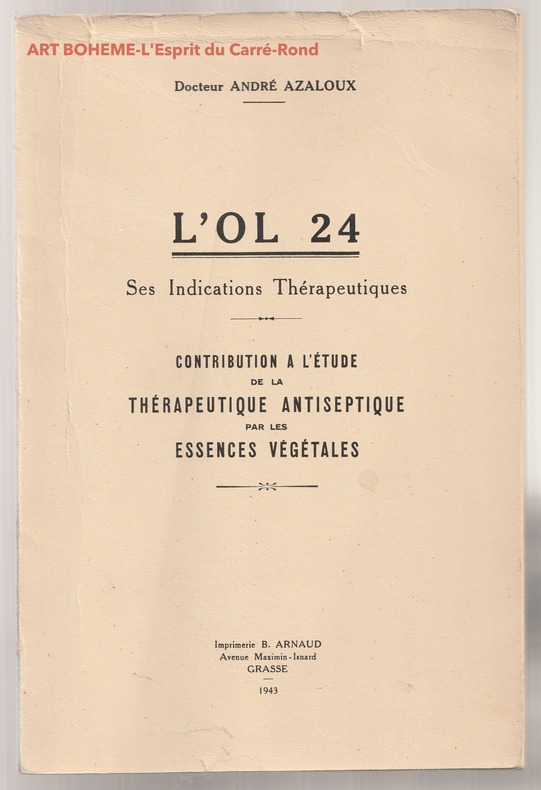 ART BOHEME-L'Esprit du Carré-Rond
Docteur ANDRÉ AZALOUX
L'OL 24
Ses Indications Thérapeutiques
CONTRIBUTION A L'ÉTUDE
DE LA
THÉRAPEUTIQUE ANTISEPTIQUE
PAR LES
ESSENCES VÉGÉTALES
Imprimerie B. ARNAUD
Avenue Maximin-Isnard
GRASSE
1943